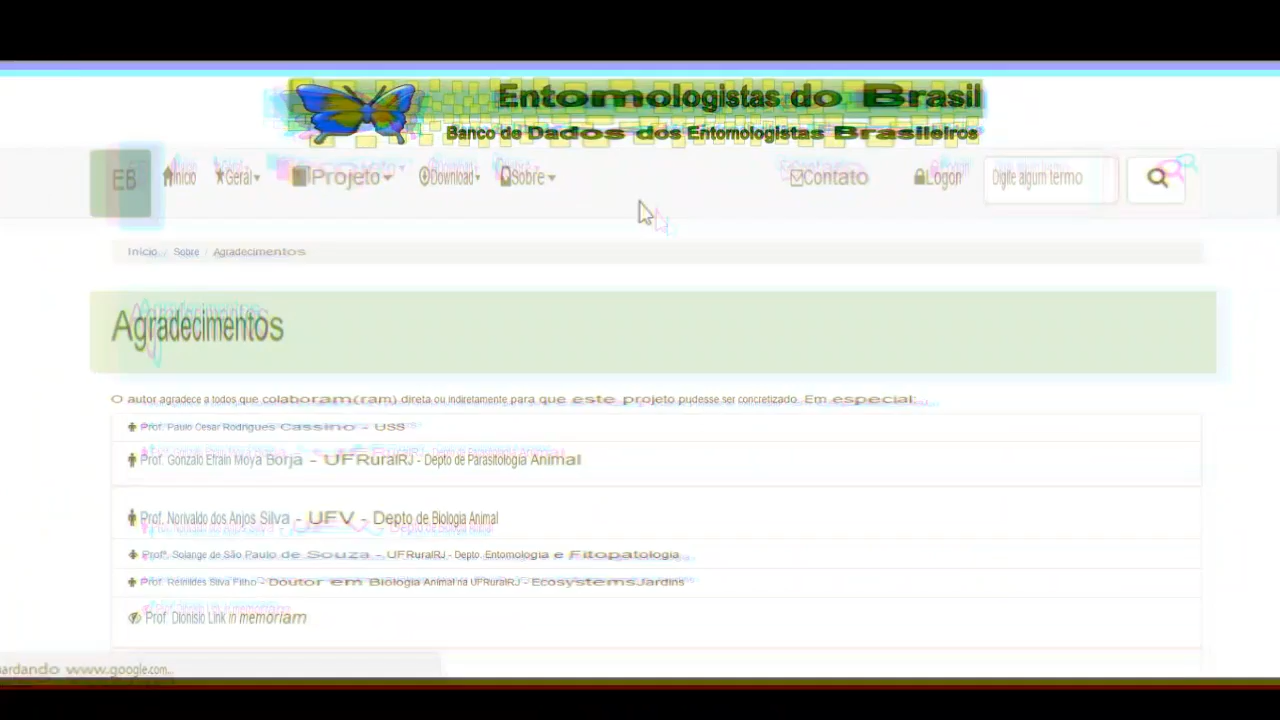 Entomologistas do Brasil
Banco de Dados dos Entomologistas Brasileiros
EB Início Geral Projeto Download Sobre Contato Logon Digite algum termo
Início / Sobre / Agradecimentos
Agradecimentos
O autor agradece a todos que colaboram(ram) direta ou indiretamente para que este projeto pudesse ser concretizado. Em especial:
Prof. Paulo Cesar Rodrigues Cassino - USS
Prof. Gonzalo Efrain Moya Borja - UFRuralRJ - Depto de Parasitologia Animal
Prof. Norivaldo dos Anjos Silva - UFV - Depto de Biologia Animal
Profª. Solange de São Paulo de Souza - UFRuralRJ - Depto. Entomologia e Fitopatologia
Prof. Reinildes Silva Filho - Doutor em Biologia Animal na UFRuralRJ - EcosystemsJardins
Prof. Dionisio Link in memoriam
ardando www.google.com...